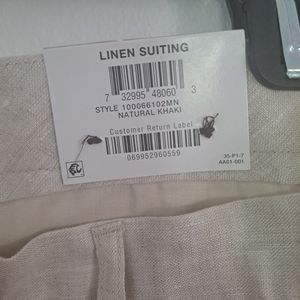 LINEN SUITING
7 32995 48060 3
STYLE 100066102MN
NATURAL KHAKI
Customer Return Label
069952960559
35-P1-7
AA01-001